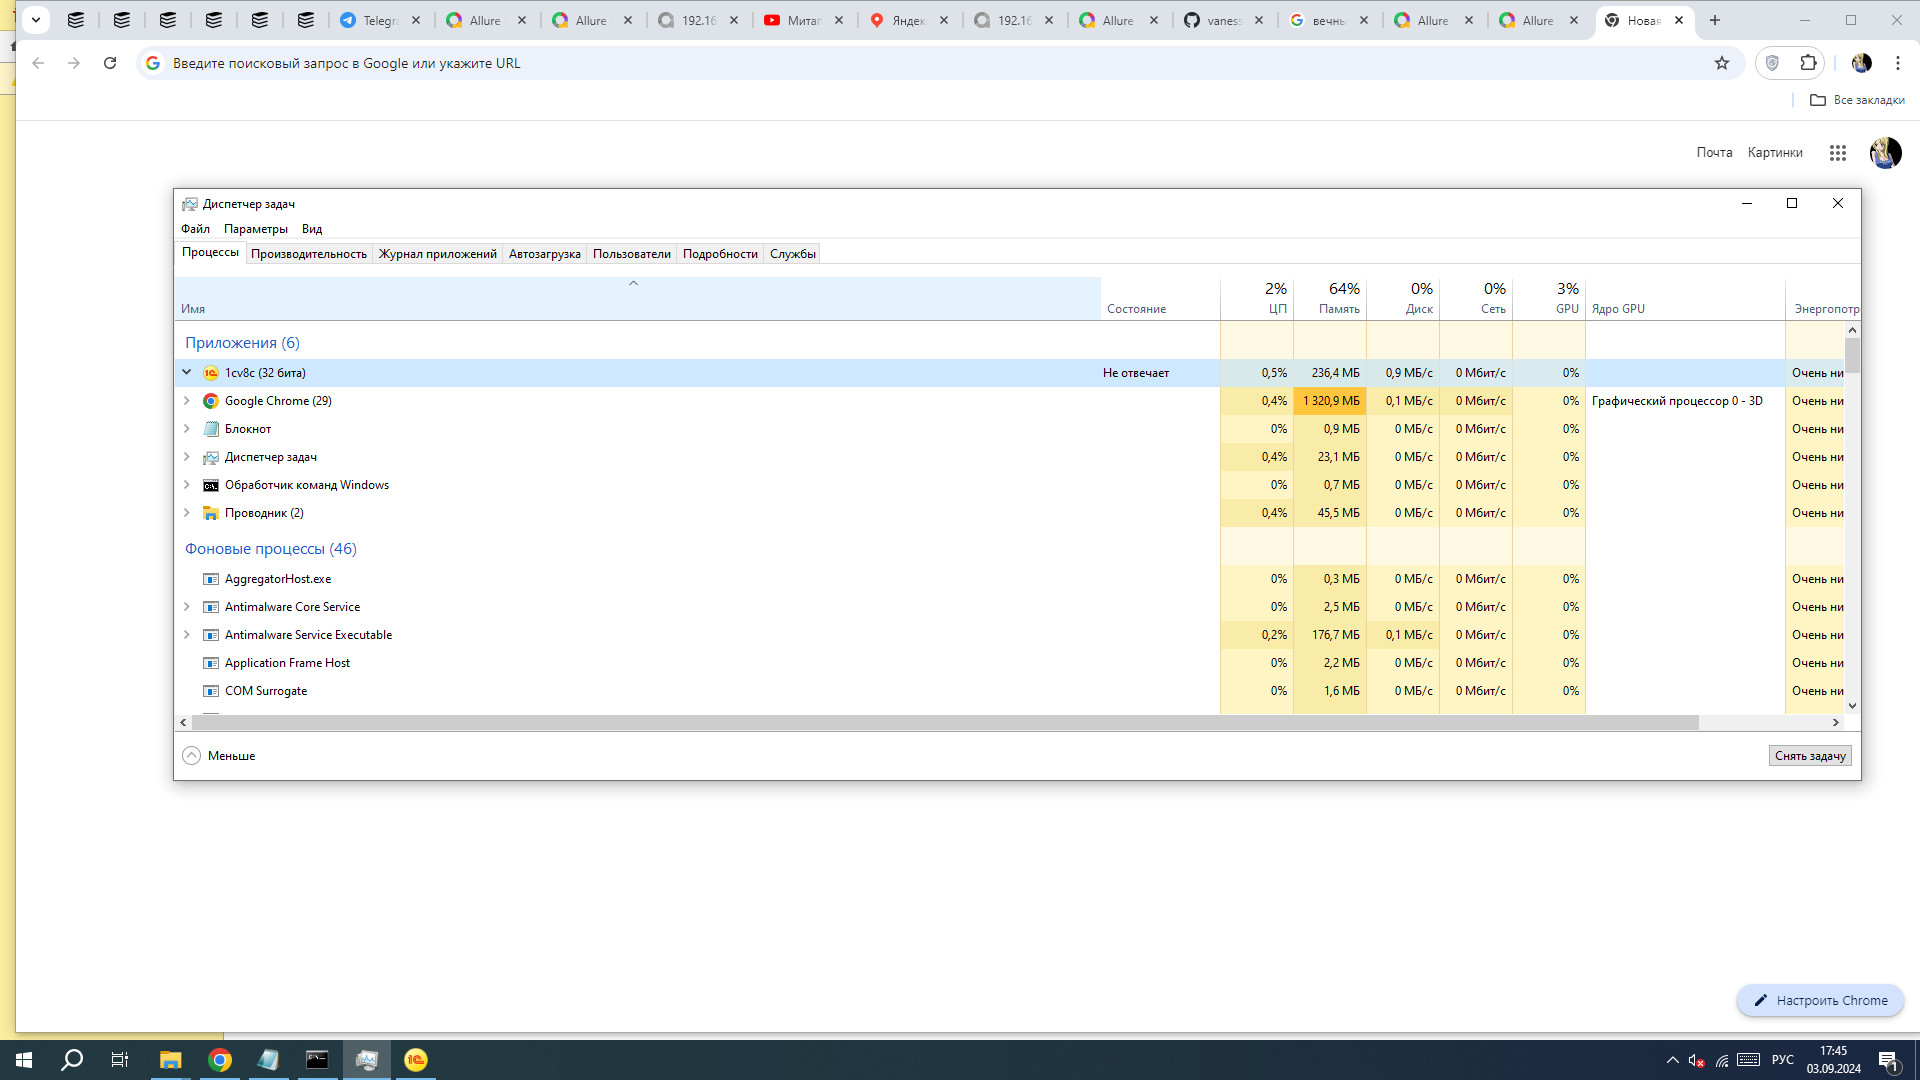 Telegra
Allure
Allure
192.16
Митап
Яндек
192.16
Allure
vaness
вечны
Allure
Allure
Новая
Введите поисковый запрос в Google или укажите URL
Все закладки
Почта
Картинки
Диспетчер задач
Файл Параметры Вид
Процессы Производительность Журнал приложений Автозагрузка Пользователи Подробности Службы
2% 64% 0% 0% 3%
Имя Состояние ЦП Память Диск Сеть GPU Ядро GPU Энергопотр
Приложения (6)
1cv8c (32 бита) Не отвечает 0,5% 236,4 МБ 0,9 МБ/с 0 Мбит/с 0% Очень ни
Google Chrome (29) 0,4% 1 320,9 МБ 0,1 МБ/с 0 Мбит/с 0% Графический процессор 0 - 3D Очень ни
Блокнот 0% 0,9 МБ 0 МБ/с 0 Мбит/с 0% Очень ни
Диспетчер задач 0,4% 23,1 МБ 0 МБ/с 0 Мбит/с 0% Очень ни
Обработчик команд Windows 0% 0,7 МБ 0 МБ/с 0 Мбит/с 0% Очень ни
Проводник (2) 0,4% 45,5 МБ 0 МБ/с 0 Мбит/с 0% Очень ни
Фоновые процессы (46)
AggregatorHost.exe 0% 0,3 МБ 0 МБ/с 0 Мбит/с 0% Очень ни
Antimalware Core Service 0% 2,5 МБ 0 МБ/с 0 Мбит/с 0% Очень ни
Antimalware Service Executable 0,2% 176,7 МБ 0,1 МБ/с 0 Мбит/с 0% Очень ни
Application Frame Host 0% 2,2 МБ 0 МБ/с 0 Мбит/с 0% Очень ни
COM Surrogate 0% 1,6 МБ 0 МБ/с 0 Мбит/с 0% Очень ни
Меньше
Снять задачу
Настроить Chrome
РУС
17:45
03.09.2024
1